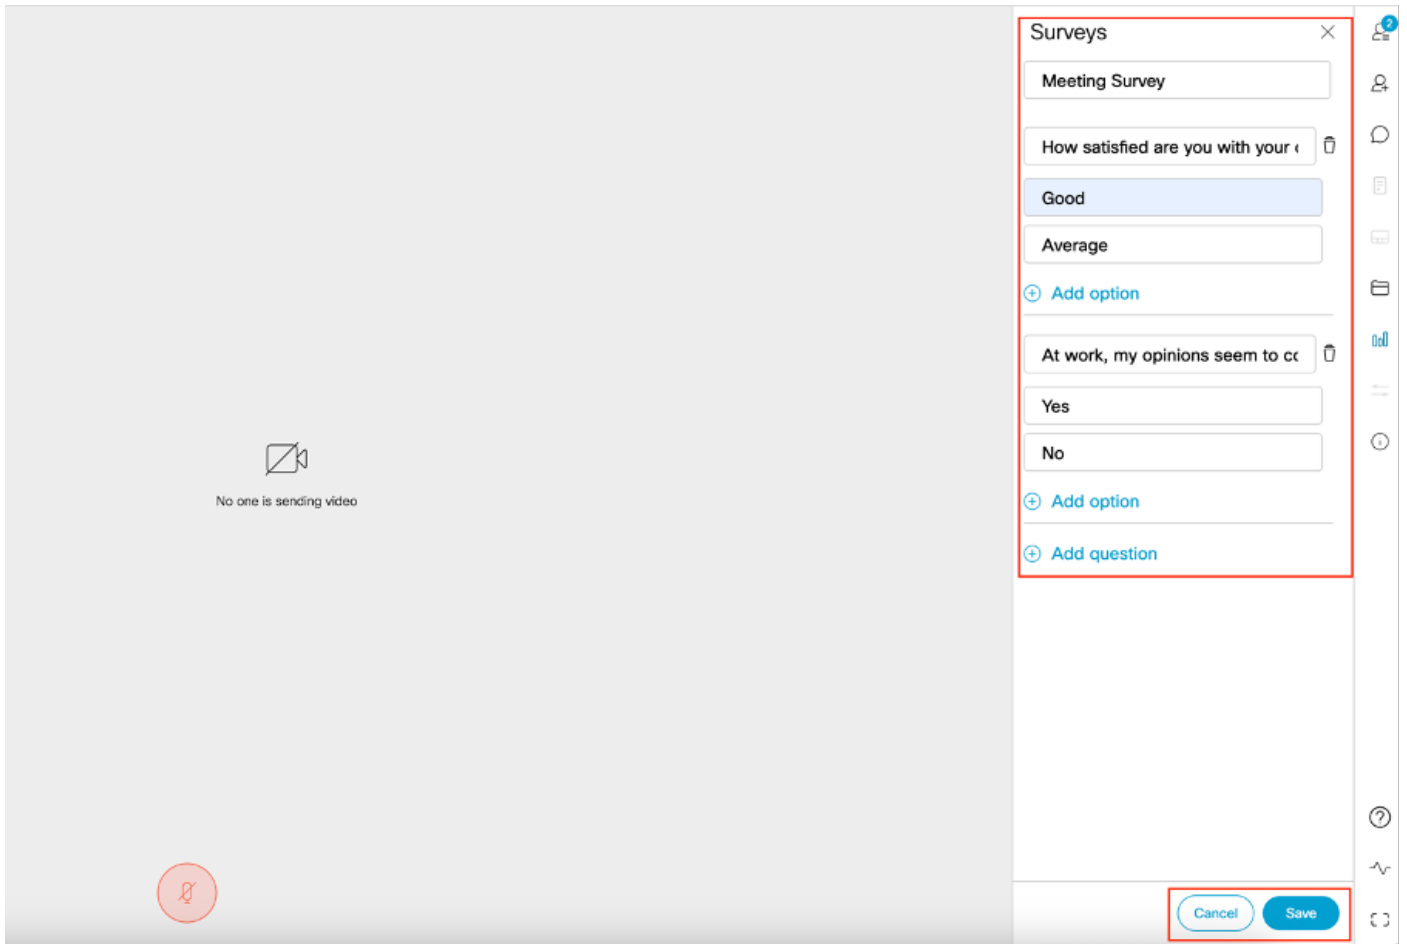 Surveys
2
Meeting Survey
How satisfied are you with your
Good
Average
Add option
At work, my opinions seem to
Yes
No
No one is sending video
Add option
Add question
Cancel
Save